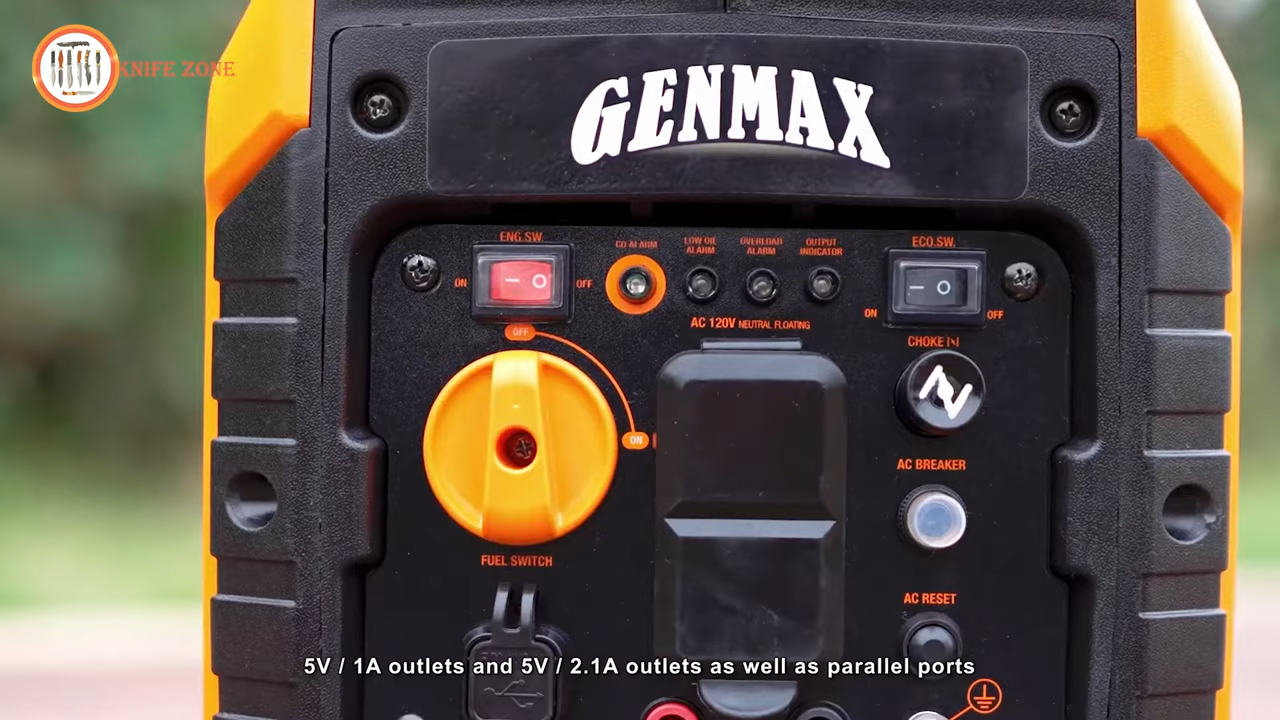 KNIFE ZONE
GENMAX
ENG.SW.
ON
OFF
CO ALARM
LOW OIL
ALARM
OVERLOAD
ALARM
OUTPUT
INDICATOR
ECO.SW.
ON
OFF
AC 120V NEUTRAL FLOATING
OFF
ON
CHOKE
FUEL SWITCH
AC BREAKER
AC RESET
5V / 1A outlets and 5V / 2.1A outlets as well as parallel ports